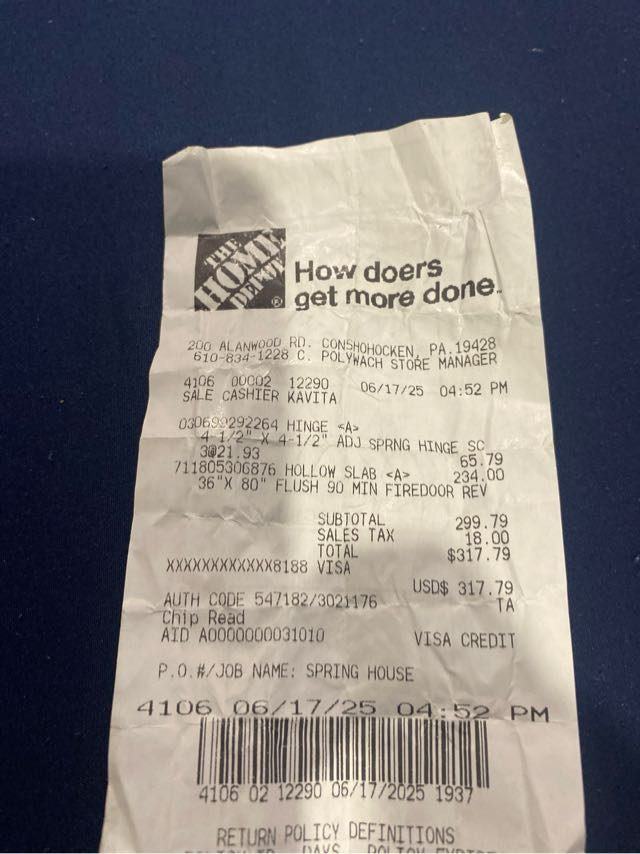 THE
HOME
DEPOT
®
How doers
get more done.
200 ALANWOOD RD. CONSHOHOCKEN, PA.19428
610-834-1228 C. POLYWACH STORE MANAGER
4106 00002 12290 06/17/25 04:52 PM
SALE CASHIER KAVITA
030699292264 HINGE <A>
4-1/2" X 4-1/2" ADJ SPRNG HINGE SC
3@21.93 65.79
711805306876 HOLLOW SLAB <A> 234.00
36"X 80" FLUSH 90 MIN FIREDOOR REV
SUBTOTAL 299.79
SALES TAX 18.00
TOTAL $317.79
XXXXXXXXXXXX8188 VISA
USD$ 317.79
AUTH CODE 547182/3021176 TA
Chip Read
AID A0000000031010 VISA CREDIT
P.O.#/JOB NAME: SPRING HOUSE
4106 06/17/25 04:52 PM
4106 02 12290 06/17/2025 1937
RETURN POLICY DEFINITIONS